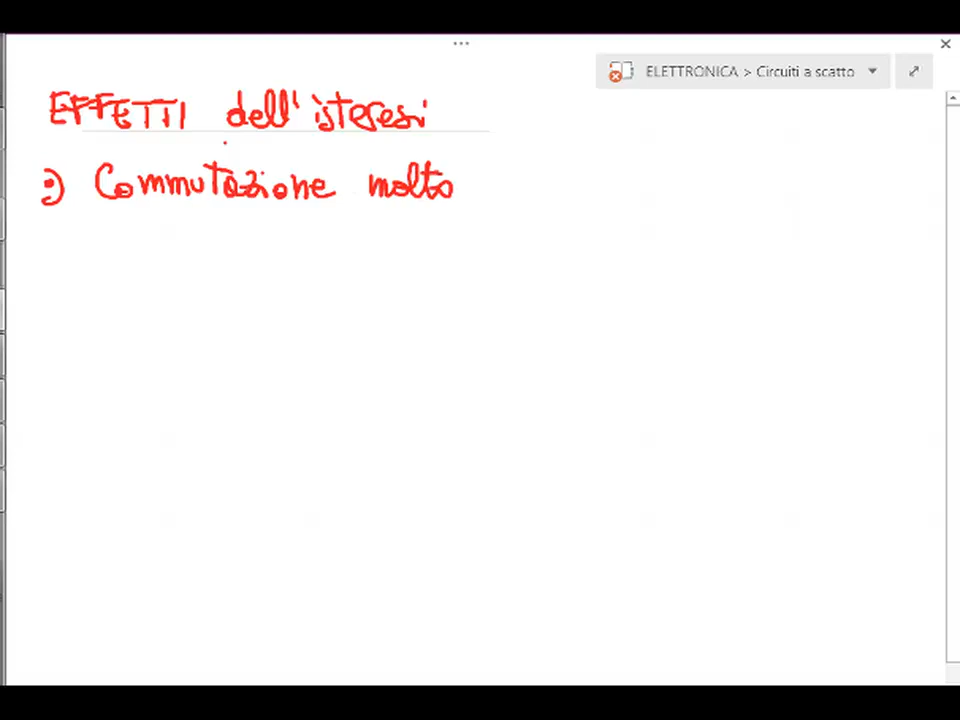 ELETTRONICA > Circuiti a scatto
EFFETTI dell'isteresi
•) Commutazione molto